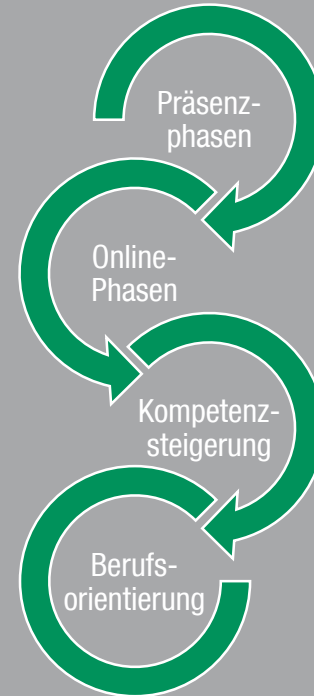 Präsenz-
phasen
Online-
Phasen
Kompetenz-
steigerung
Berufs-
orientierung